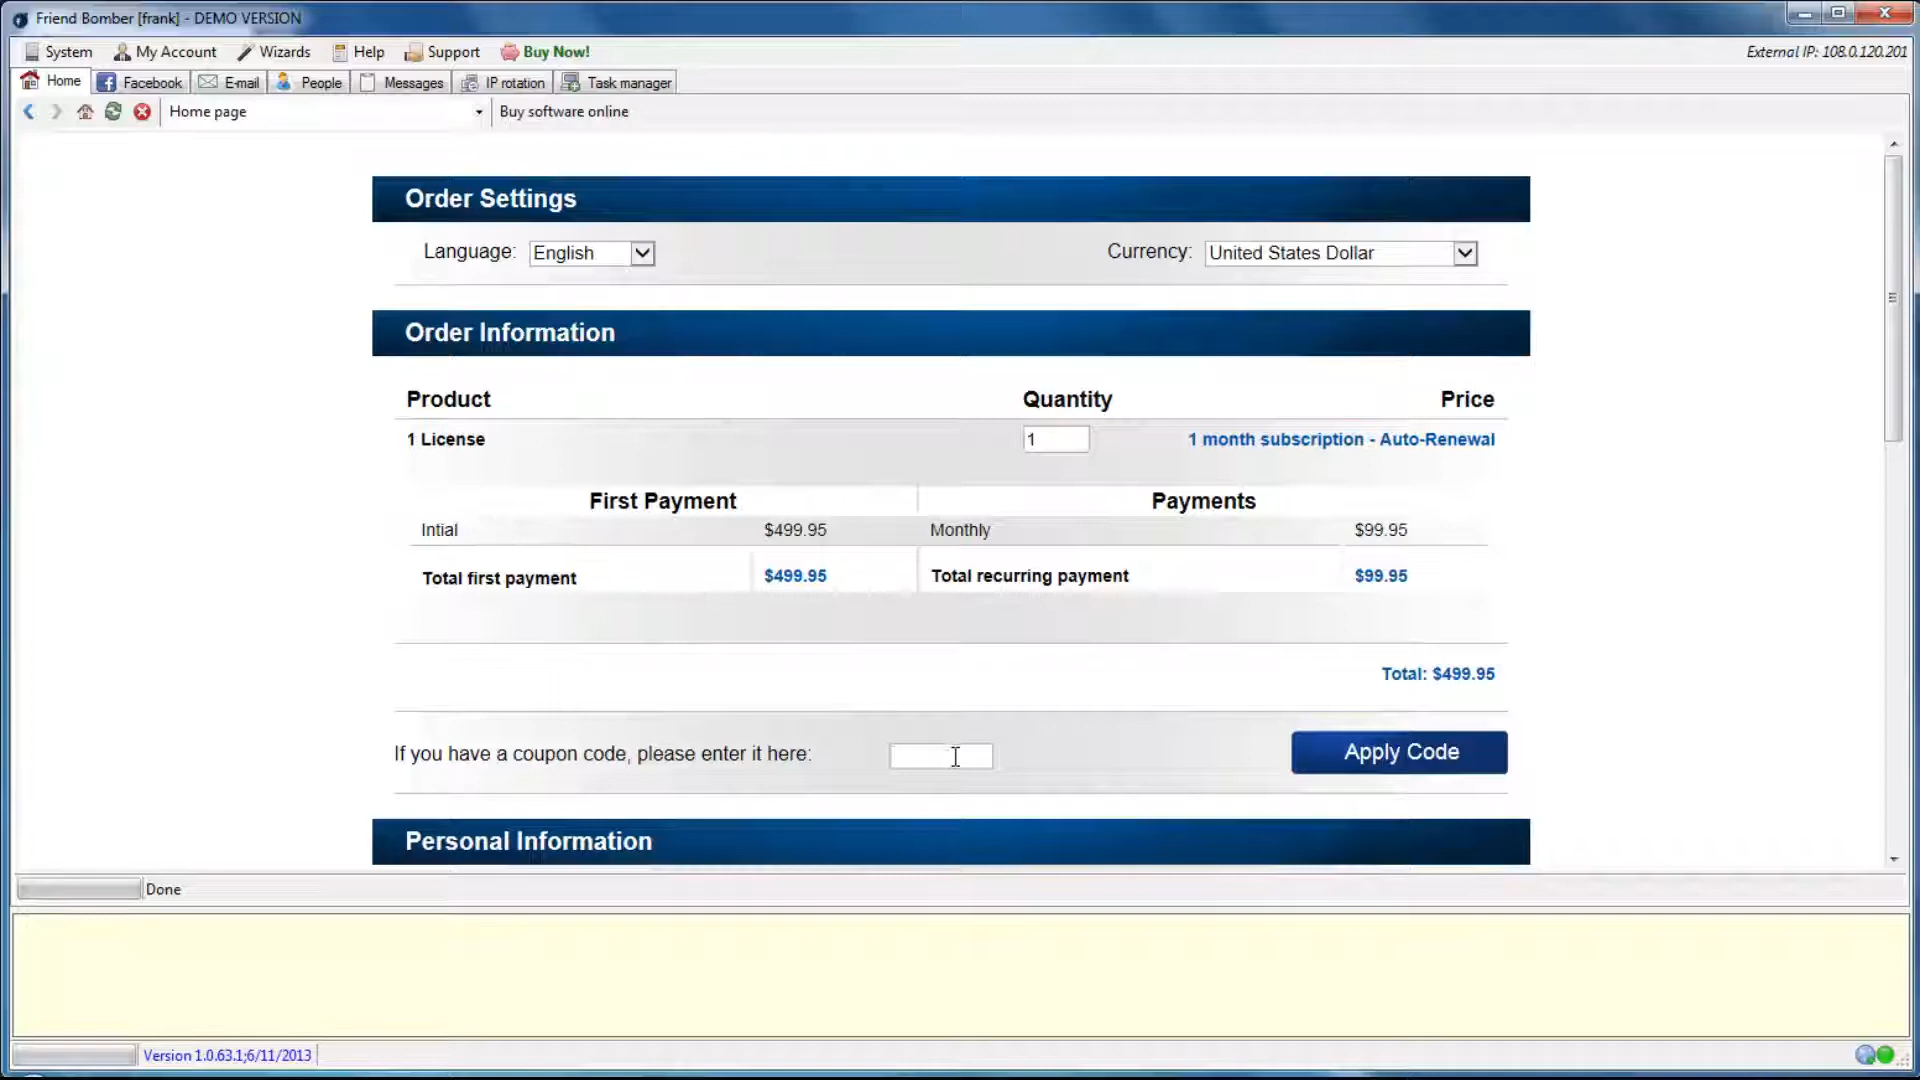 Friend Bomber [frank] - DEMO VERSION
System My Account Wizards Help Support Buy Now! External IP: 108.0.120.201
Home Facebook E-mail People Messages IP rotation Task manager
Home page Buy software online
Order Settings
Language: English Currency: United States Dollar
Order Information
Product Quantity Price
1 License 1 1 month subscription - Auto-Renewal
First Payment Payments
Intial $499.95 Monthly $99.95
Total first payment $499.95 Total recurring payment $99.95
Total: $499.95
If you have a coupon code, please enter it here: Apply Code
Personal Information
Done
Version 1.0.63.1;6/11/2013